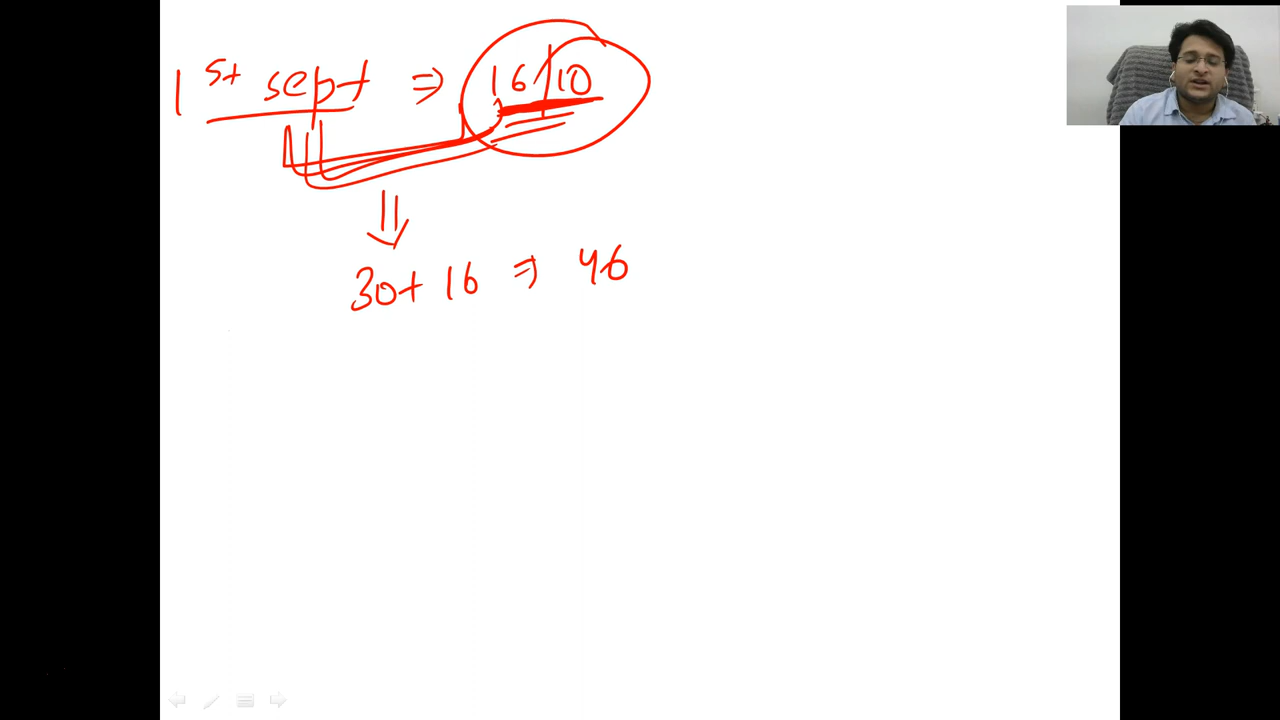 1st sept ⇒ 16/10
30+ 16 ⇒ 46